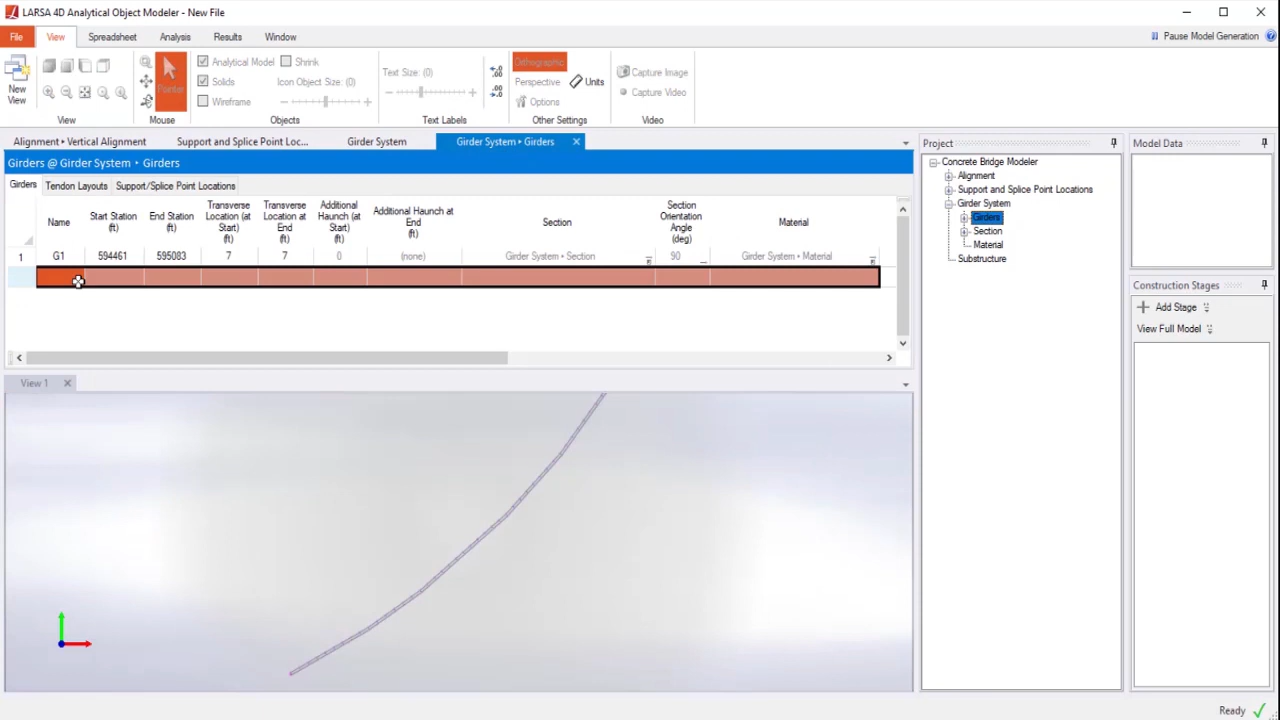 LARSA 4D Analytical Object Modeler - New File
File View Spreadsheet Analysis Results Window Pause Model Generation
New View
View
Pointer
Mouse
Analytical Model Shrink
Solids Icon Object Size: (0)
Wireframe
Objects
Text Size: (0)
Text Labels
Orthographic
Perspective Units
Options
Other Settings
Capture Image
Capture Video
Video
Alignment • Vertical Alignment Support and Splice Point Loc... Girder System Girder System • Girders
Girders @ Girder System • Girders
Girders Tendon Layouts Support/Splice Point Locations
Name Start Station (ft) End Station (ft) Transverse Location (at Start) (ft) Transverse Location at End (ft) Additional Haunch (at Start) (ft) Additional Haunch at End (ft) Section Section Orientation Angle (deg) Material
1 G1 594461 595083 7 7 0 (none) Girder System • Section 90 Girder System • Material
View 1
Project
Concrete Bridge Modeler
Alignment
Support and Splice Point Locations
Girder System
Girders
Section
Material
Substructure
Model Data
Construction Stages
Add Stage
View Full Model
Ready